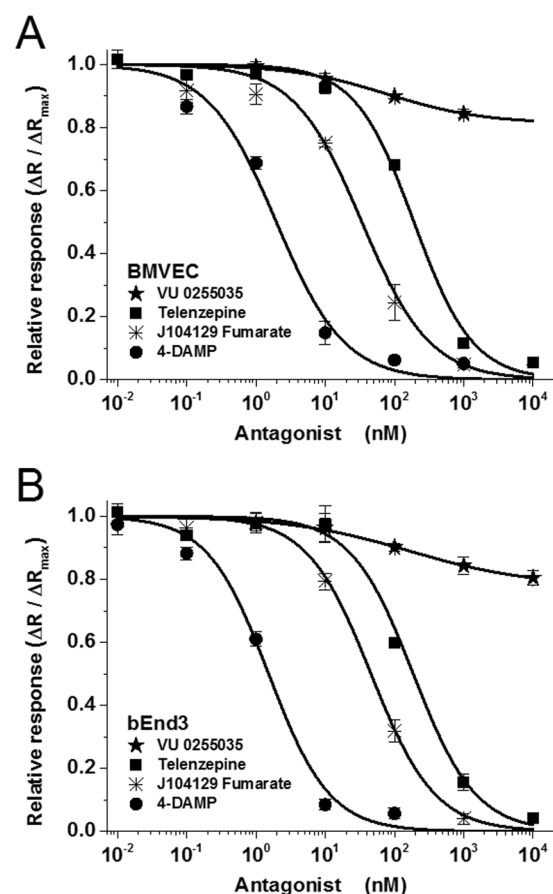 A
Relative response (ΔR / ΔRmax)
1.0
0.8
0.6
0.4
0.2
0.0
BMVEC
VU 0255035
Telenzepine
J104129 Fumarate
4-DAMP
10-2 10-1 100 101 102 103 104
Antagonist (nM)
B
Relative response (ΔR / ΔRmax)
1.0
0.8
0.6
0.4
0.2
0.0
bEnd3
VU 0255035
Telenzepine
J104129 Fumarate
4-DAMP
10-2 10-1 100 101 102 103 104
Antagonist (nM)